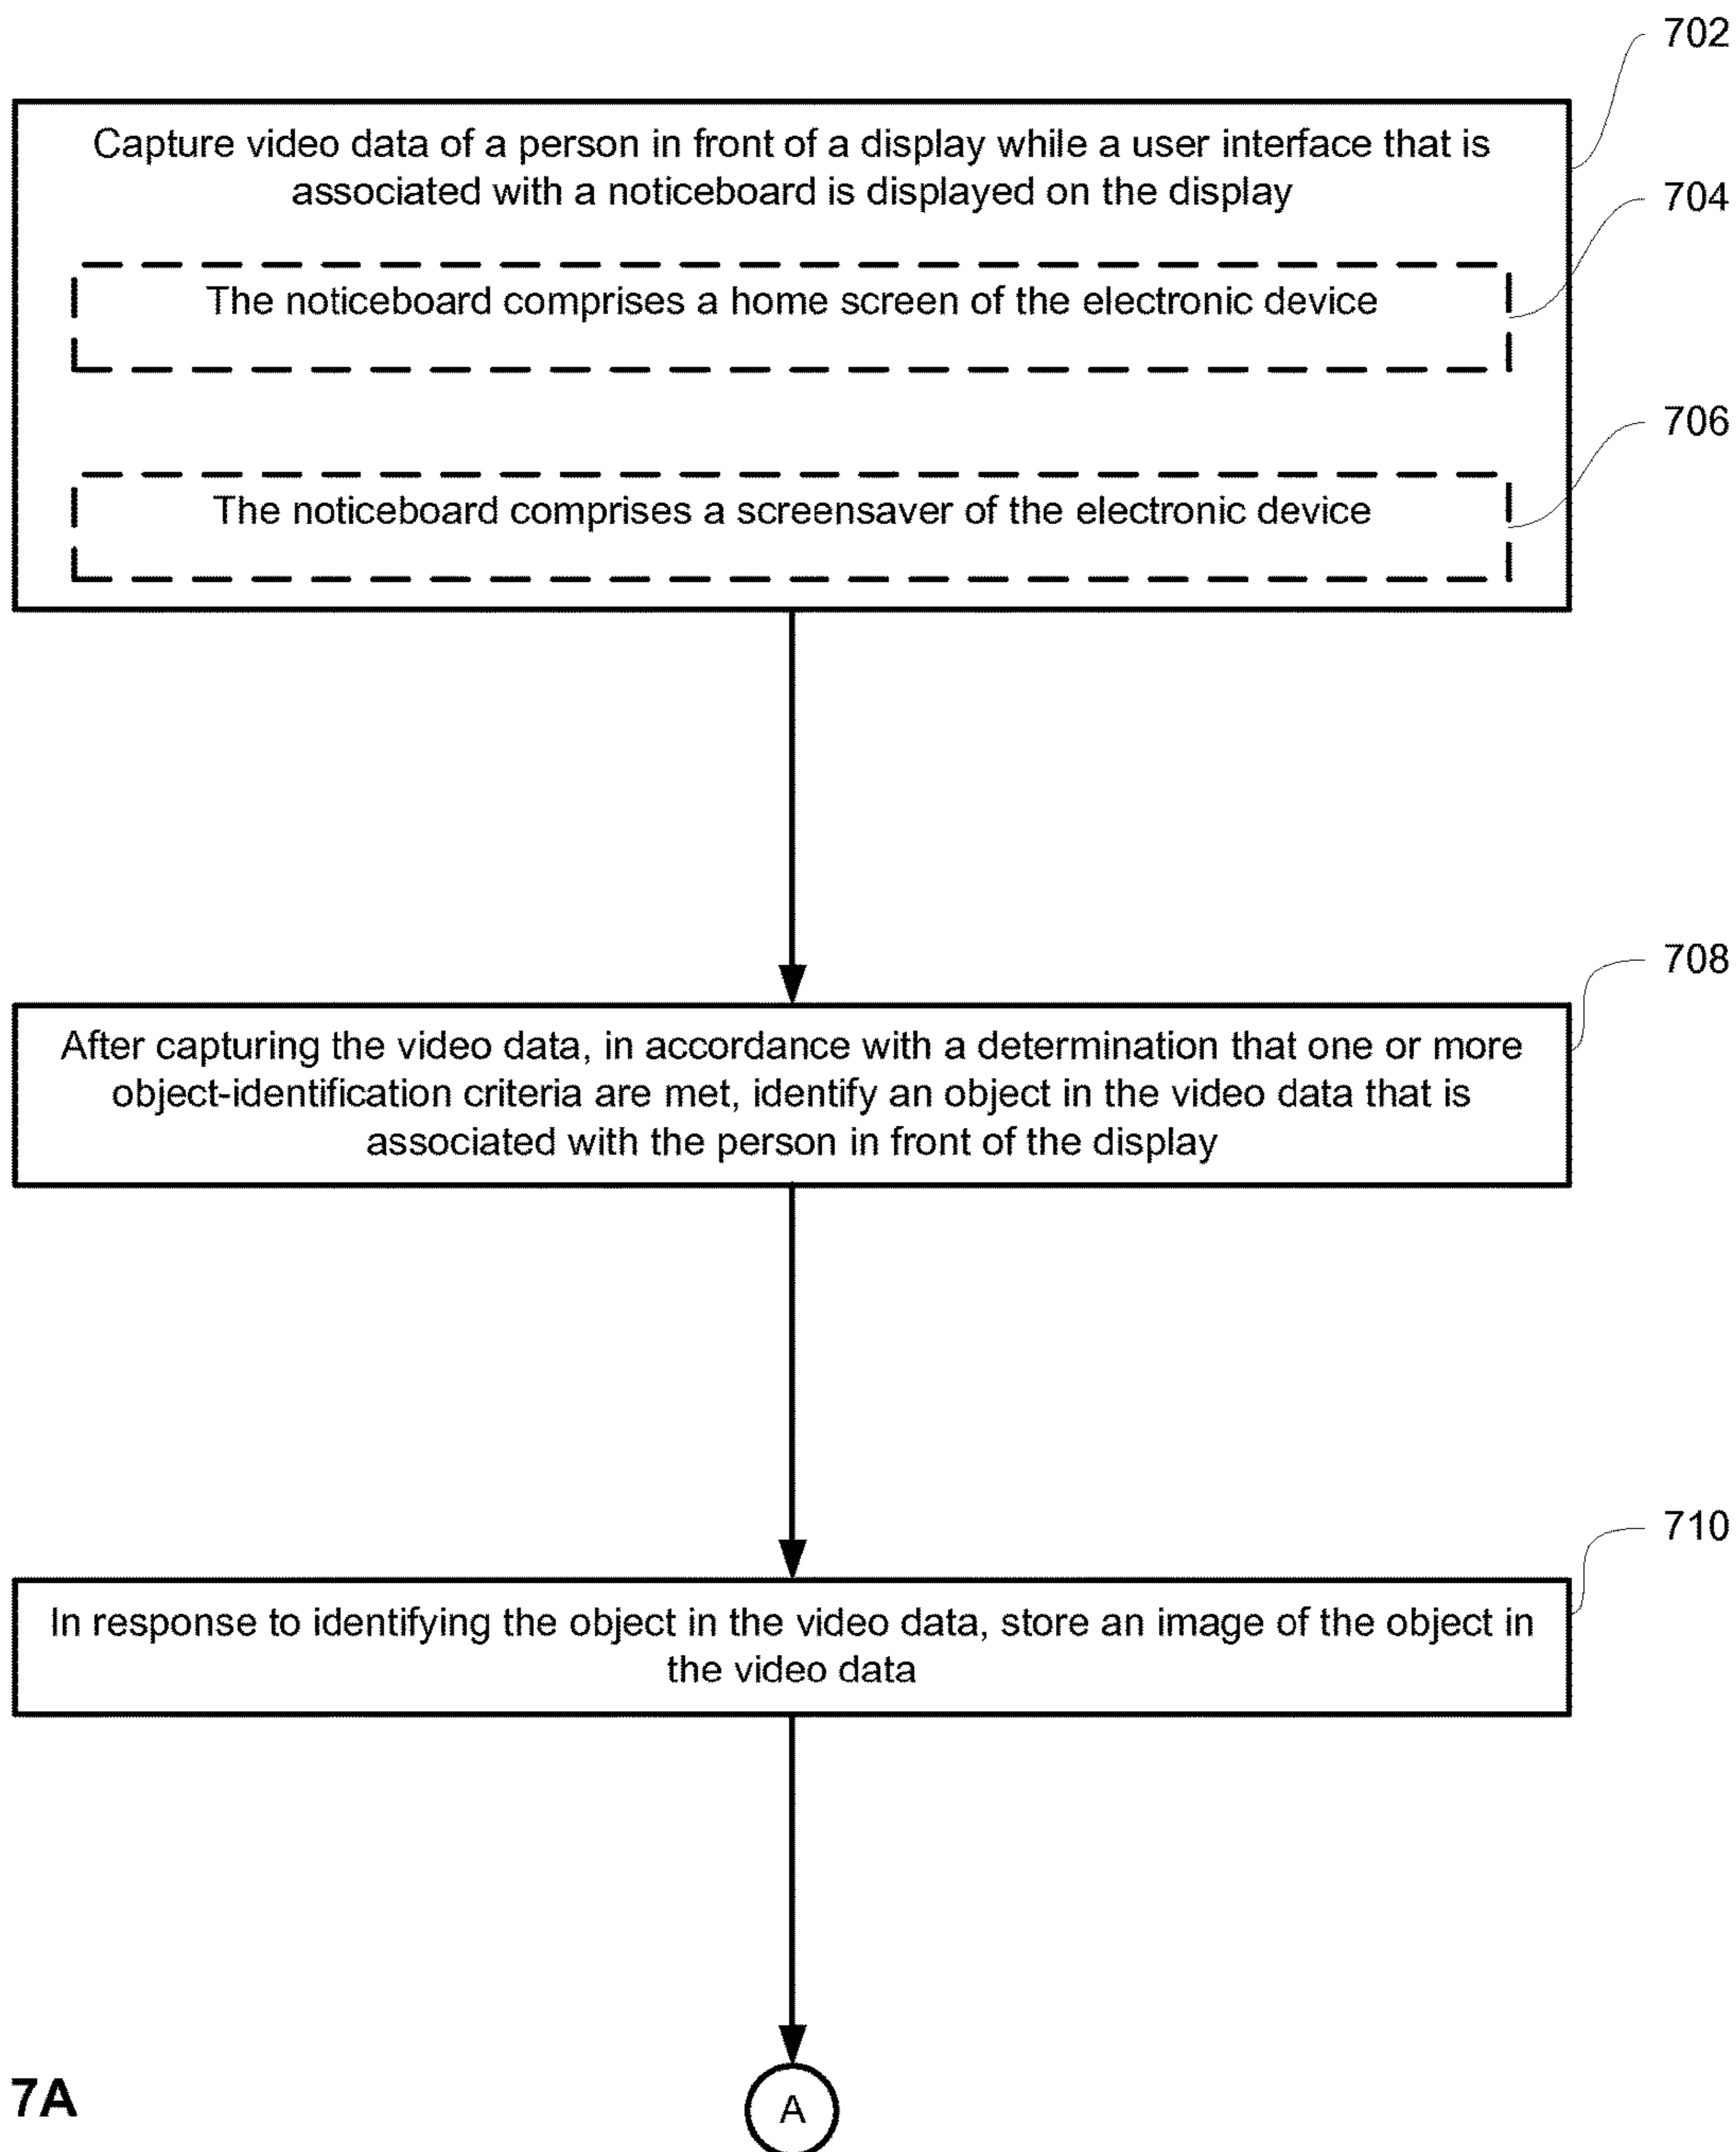 702
Capture video data of a person in front of a display while a user interface that is
associated with a noticeboard is displayed on the display
704
The noticeboard comprises a home screen of the electronic device
706
The noticeboard comprises a screensaver of the electronic device
708
After capturing the video data, in accordance with a determination that one or more
object-identification criteria are met, identify an object in the video data that is
associated with the person in front of the display
710
In response to identifying the object in the video data, store an image of the object in
the video data
7A
A